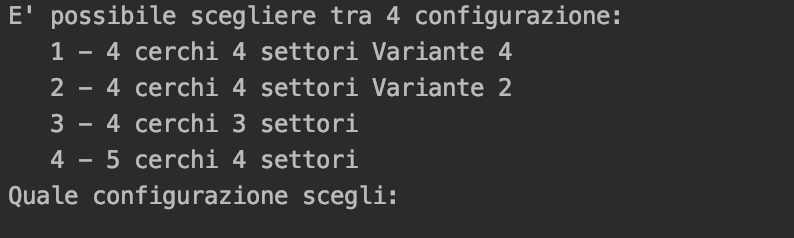 E' possibile scegliere tra 4 configurazione:
1 - 4 cerchi 4 settori Variante 4
2 - 4 cerchi 4 settori Variante 2
3 - 4 cerchi 3 settori
4 - 5 cerchi 4 settori
Quale configurazione scegli: